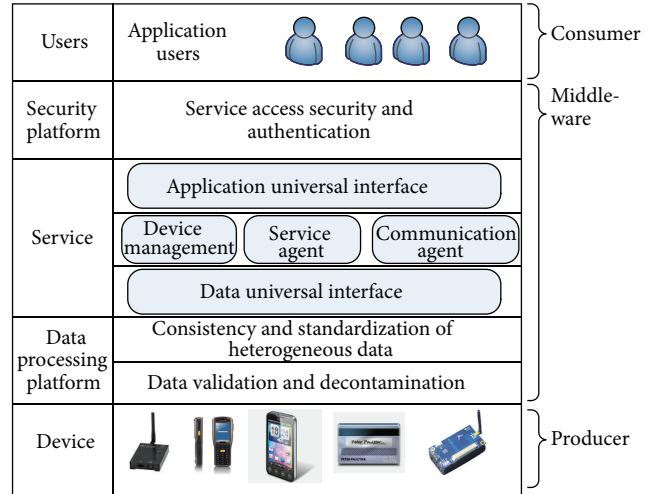 Users
Application
users
Consumer
Security
platform
Service access security and
authentication
Middle-
ware
Service
Application universal interface
Device
management
Service
agent
Communication
agent
Data universal interface
Data
processing
platform
Consistency and standardization of
heterogeneous data
Data validation and decontamination
Device
Producer